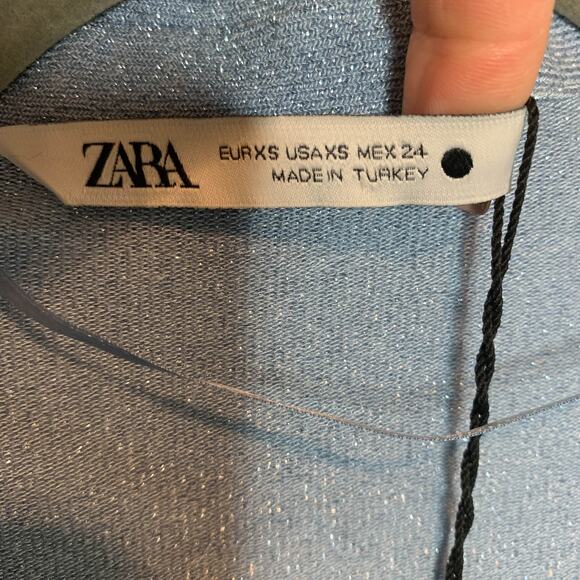 ZARA
EUR XS USA XS MEX 24
MADE IN TURKEY